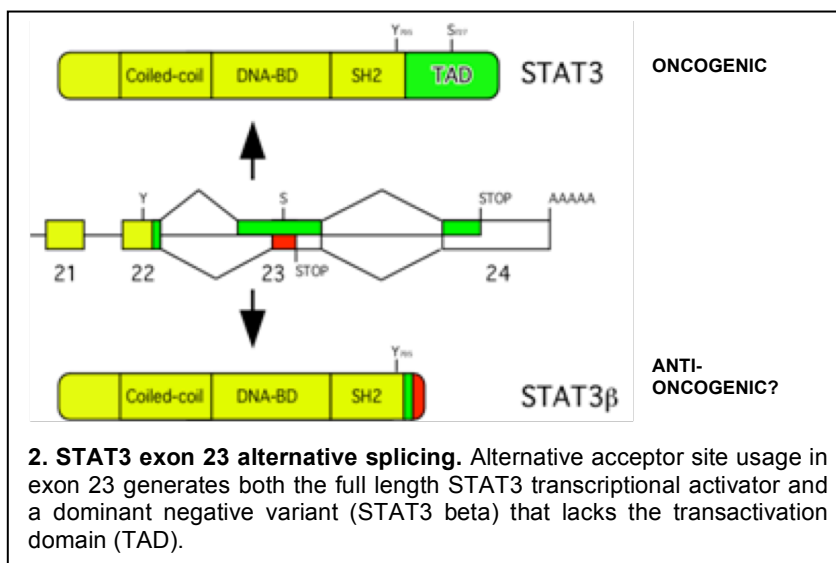 Y₇₀₅ S₇₂₇
Coiled-coil DNA-BD SH2 TAD STAT3 ONCOGENIC
Y S STOP AAAAA
21 22 23 STOP 24
Y₇₀₅
Coiled-coil DNA-BD SH2 STAT3β ANTI-
ONCOGENIC?
2. STAT3 exon 23 alternative splicing. Alternative acceptor site usage in
exon 23 generates both the full length STAT3 transcriptional activator and
a dominant negative variant (STAT3 beta) that lacks the transactivation
domain (TAD).